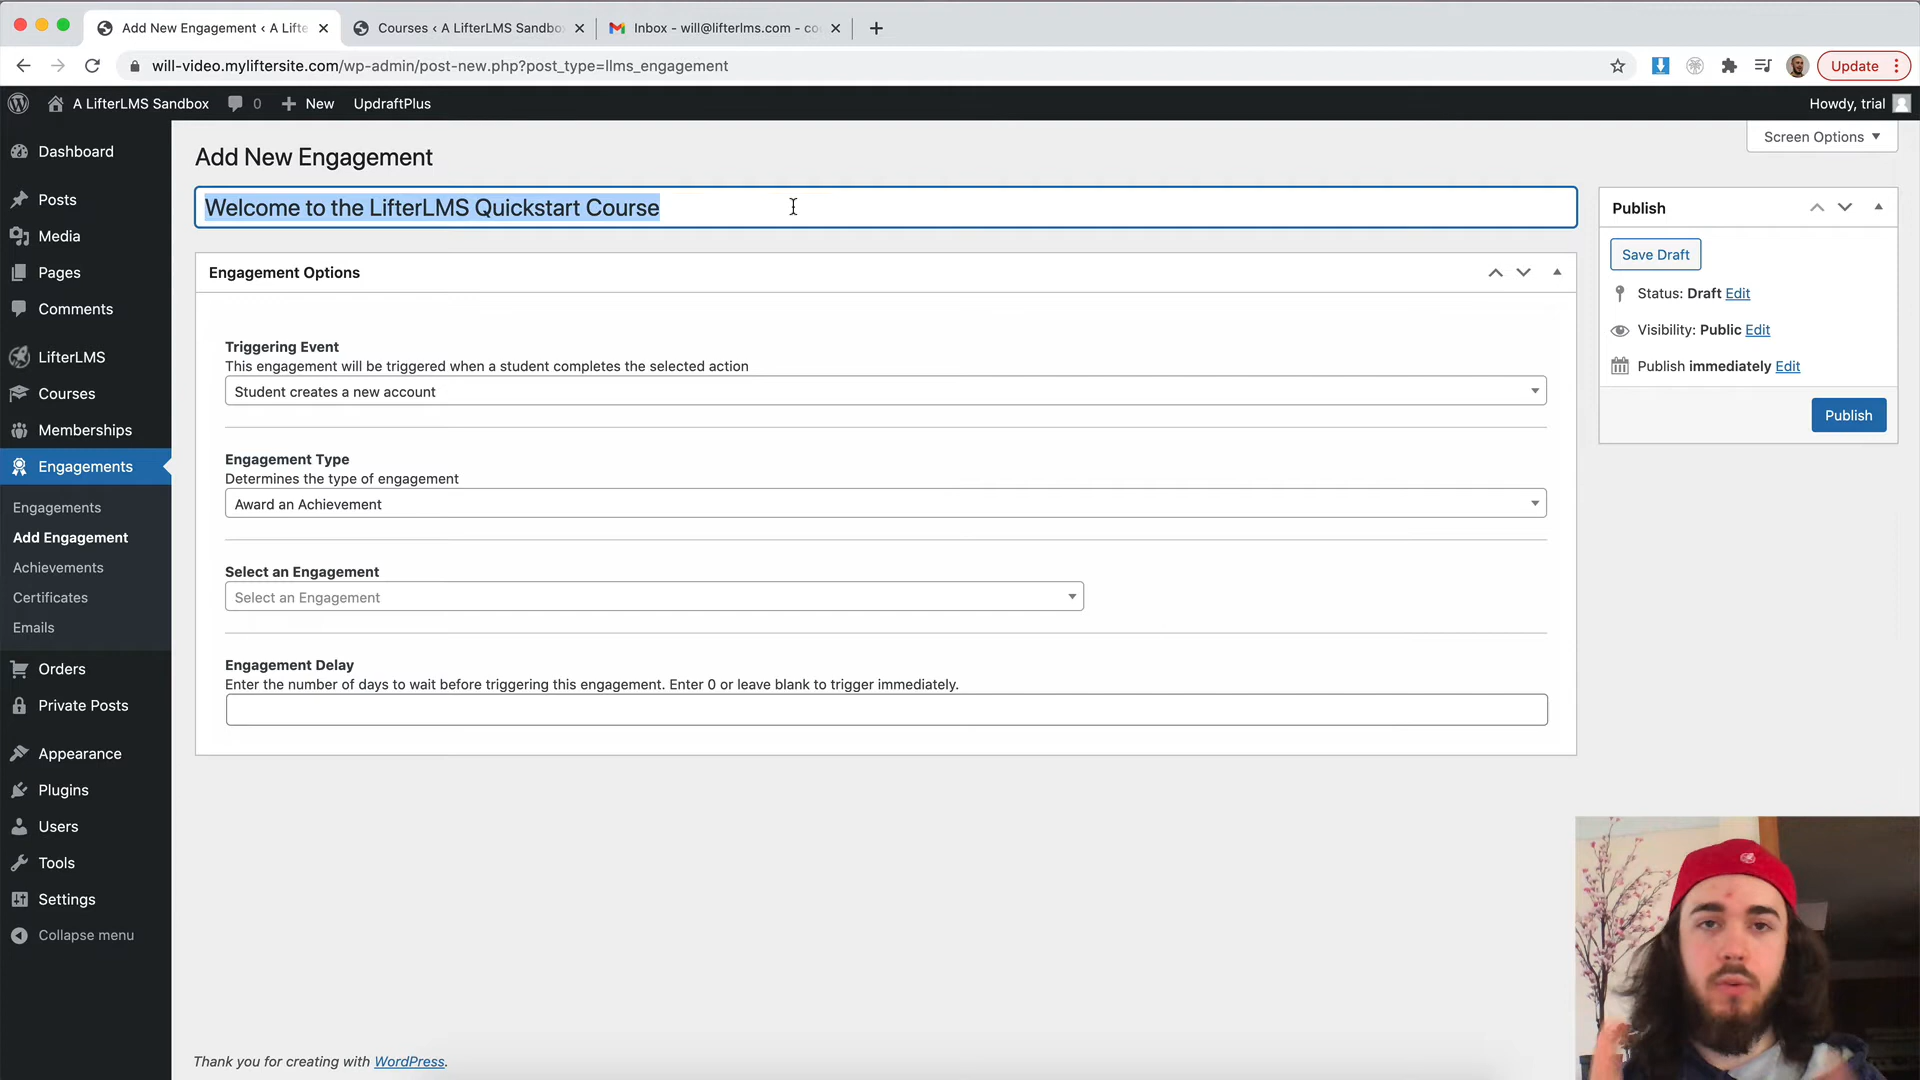 Add New Engagement ‹ A Lifte
Courses ‹ A LifterLMS Sandbo
Inbox - will@lifterlms.com - co
will-video.myliftersite.com/wp-admin/post-new.php?post_type=llms_engagement
Update
A LifterLMS Sandbox
0
New
UpdraftPlus
Howdy, trial
Screen Options
Dashboard
Posts
Media
Pages
Comments
LifterLMS
Courses
Memberships
Engagements
Engagements
Add Engagement
Achievements
Certificates
Emails
Orders
Private Posts
Appearance
Plugins
Users
Tools
Settings
Collapse menu
Add New Engagement
Welcome to the LifterLMS Quickstart Course
Engagement Options
Triggering Event
This engagement will be triggered when a student completes the selected action
Student creates a new account
Engagement Type
Determines the type of engagement
Award an Achievement
Select an Engagement
Select an Engagement
Engagement Delay
Enter the number of days to wait before triggering this engagement. Enter 0 or leave blank to trigger immediately.
Publish
Save Draft
Status: Draft Edit
Visibility: Public Edit
Publish immediately Edit
Publish
Thank you for creating with WordPress.